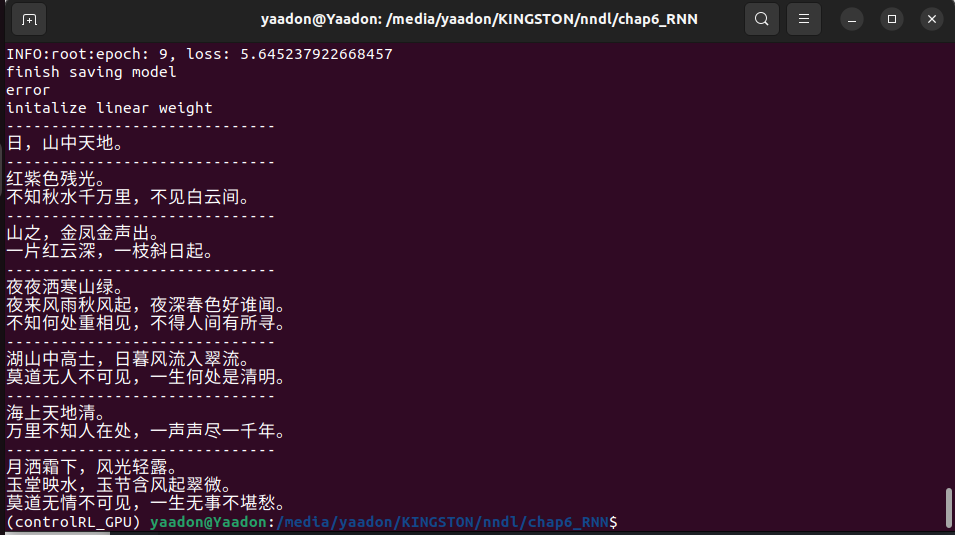 yaadon@Yaadon: /media/yaadon/KINGSTON/nndl/chap6_RNN
INFO:root:epoch: 9, loss: 5.645237922668457
finish saving model
error
initalize linear weight
------------------------------
日，山中天地。
------------------------------
红紫色残光。
不知秋水千万里，不见白云间。
------------------------------
山之，金凤金声出。
一片红云深，一枝斜日起。
------------------------------
夜夜洒寒山绿。
夜来风雨秋风起，夜深春色好谁闻。
不知何处重相见，不得人间有所寻。
------------------------------
湖山中高士，日暮风流入翠流。
莫道无人不可见，一生何处是清明。
------------------------------
海上天地清。
万里不知人在处，一声声尽一千年。
------------------------------
月洒霜下，风光轻露。
玉堂映水，玉节含风起翠微。
莫道无情不可见，一生无事不堪愁。
(controlRL_GPU) yaadon@Yaadon:/media/yaadon/KINGSTON/nndl/chap6_RNN$